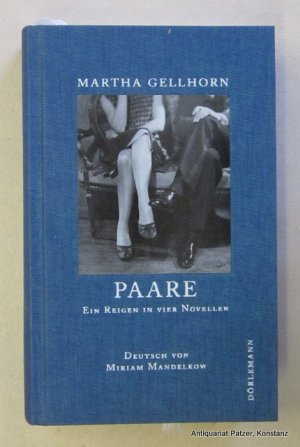 MARTHA GELLHORN
PAARE
EIN REIGEN IN VIER NOVELLEN
DEUTSCH VON
MIRIAM MANDELKOW
DÖRLEMANN
Antiquariat Patzer, Konstanz